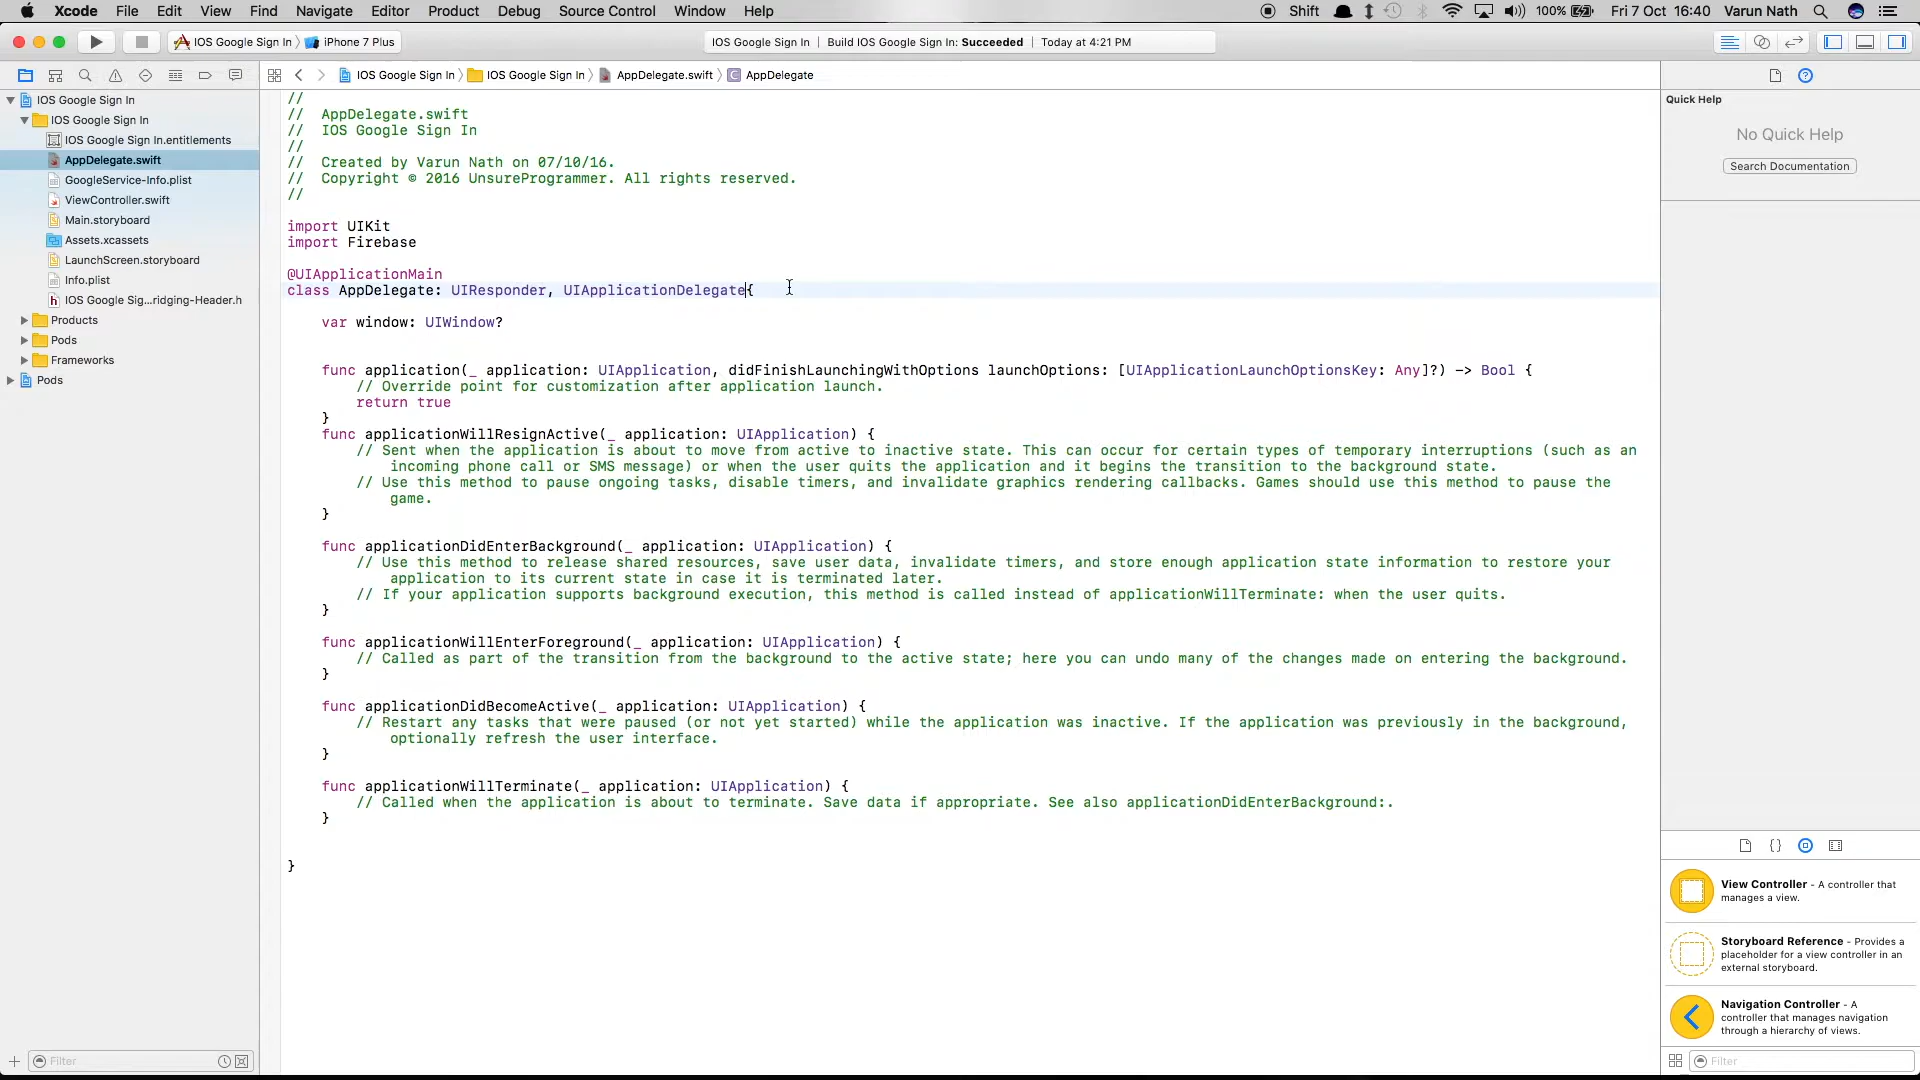 Xcode File Edit View Find Navigate Editor Product Debug Source Control Window Help Shift 100% Fri 7 Oct 16:40 Varun Nath
IOS Google Sign In iPhone 7 Plus IOS Google Sign In | Build IOS Google Sign In: Succeeded | Today at 4:21 PM
IOS Google Sign In IOS Google Sign In AppDelegate.swift C AppDelegate
IOS Google Sign In
IOS Google Sign In
IOS Google Sign In.entitlements
AppDelegate.swift
GoogleService-Info.plist
ViewController.swift
Main.storyboard
Assets.xcassets
LaunchScreen.storyboard
Info.plist
h IOS Google Sig...ridging-Header.h
Products
Pods
Frameworks
Pods
Filter
//
// AppDelegate.swift
// IOS Google Sign In
//
// Created by Varun Nath on 07/10/16.
// Copyright © 2016 UnsureProgrammer. All rights reserved.
//
import UIKit
import Firebase
@UIApplicationMain
class AppDelegate: UIResponder, UIApplicationDelegate{
var window: UIWindow?
func application(_ application: UIApplication, didFinishLaunchingWithOptions launchOptions: [UIApplicationLaunchOptionsKey: Any]?) -> Bool {
// Override point for customization after application launch.
return true
}
func applicationWillResignActive(_ application: UIApplication) {
// Sent when the application is about to move from active to inactive state. This can occur for certain types of temporary interruptions (such as an
incoming phone call or SMS message) or when the user quits the application and it begins the transition to the background state.
// Use this method to pause ongoing tasks, disable timers, and invalidate graphics rendering callbacks. Games should use this method to pause the
game.
}
func applicationDidEnterBackground(_ application: UIApplication) {
// Use this method to release shared resources, save user data, invalidate timers, and store enough application state information to restore your
application to its current state in case it is terminated later.
// If your application supports background execution, this method is called instead of applicationWillTerminate: when the user quits.
}
func applicationWillEnterForeground(_ application: UIApplication) {
// Called as part of the transition from the background to the active state; here you can undo many of the changes made on entering the background.
}
func applicationDidBecomeActive(_ application: UIApplication) {
// Restart any tasks that were paused (or not yet started) while the application was inactive. If the application was previously in the background,
optionally refresh the user interface.
}
func applicationWillTerminate(_ application: UIApplication) {
// Called when the application is about to terminate. Save data if appropriate. See also applicationDidEnterBackground:.
}
}
Quick Help
No Quick Help
Search Documentation
{}
View Controller - A controller that
manages a view.
Storyboard Reference - Provides a
placeholder for a view controller in an
external storyboard.
Navigation Controller - A
controller that manages navigation
through a hierarchy of views.
Filter